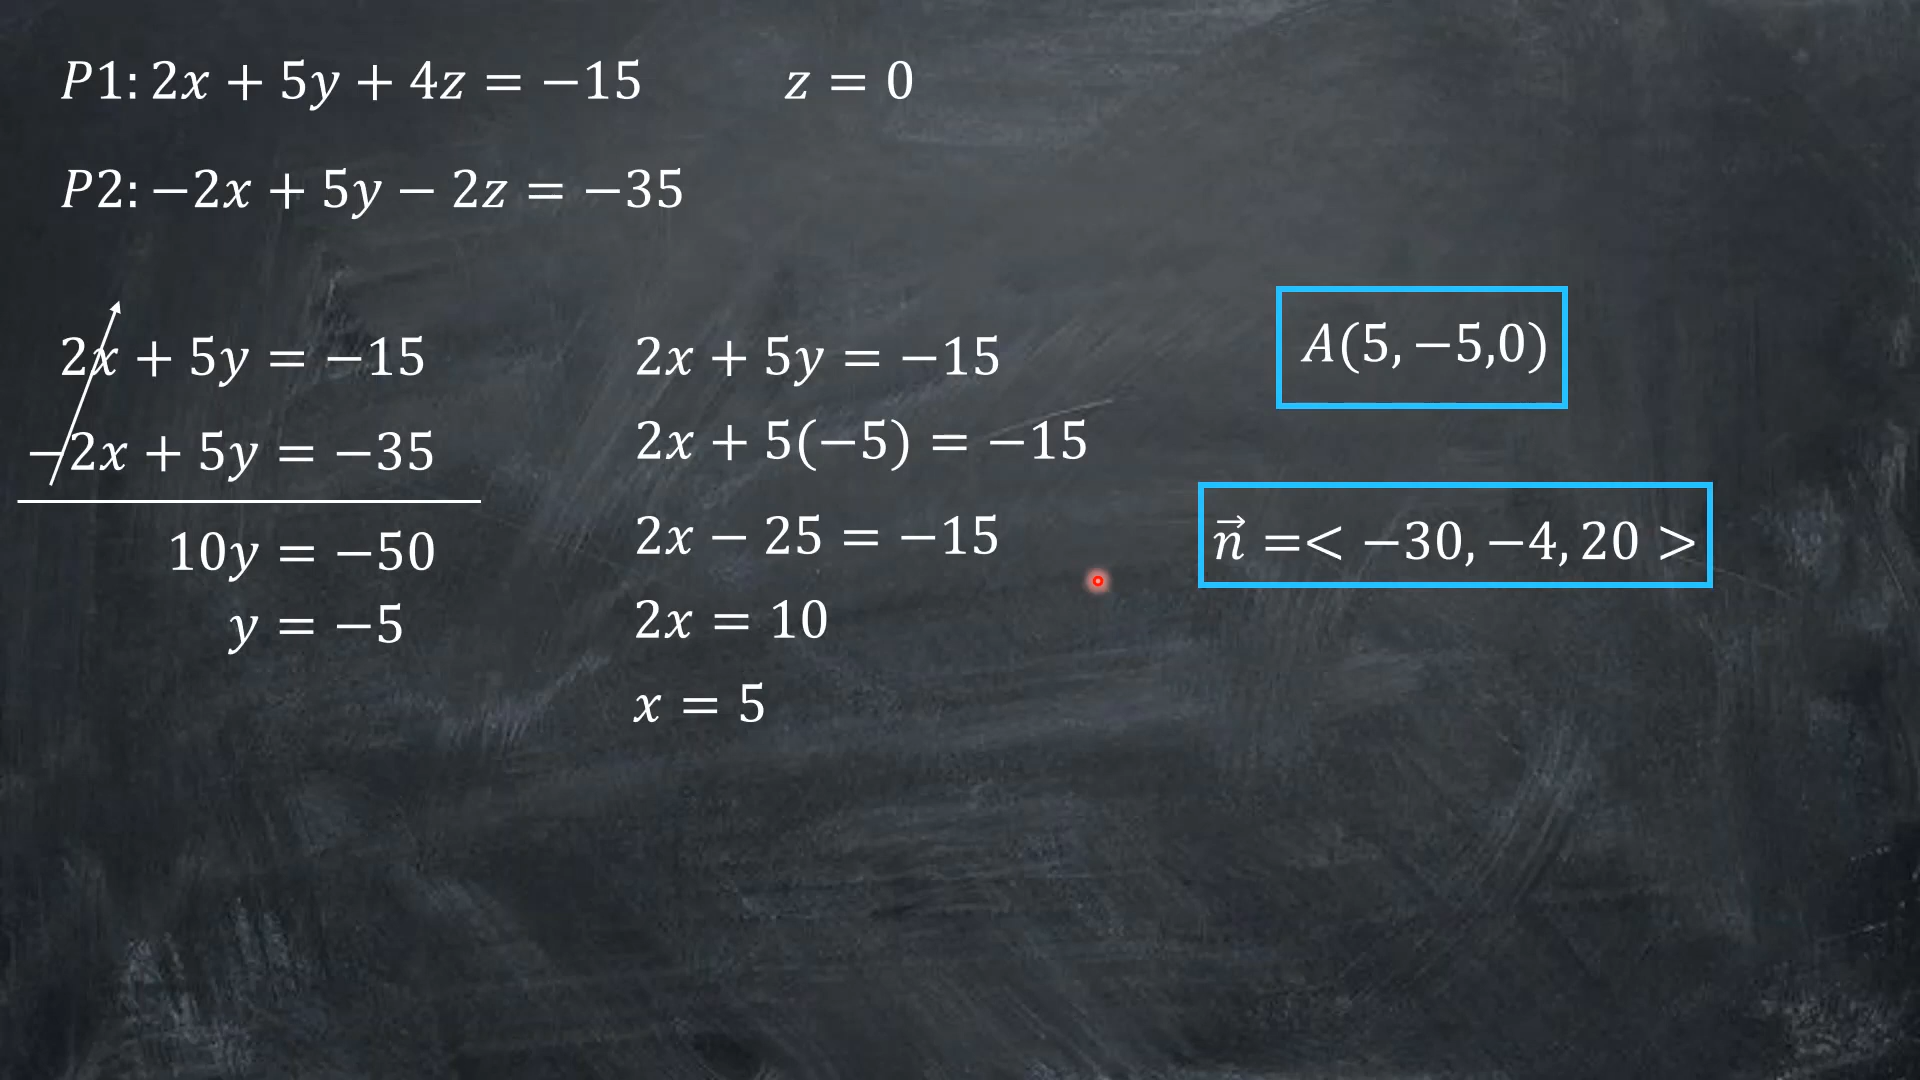 P1: 2x + 5y + 4z = −15
z = 0
P2: −2x + 5y − 2z = −35
2x + 5y = −15
−2x + 5y = −35
10y = −50
y = −5
2x + 5y = −15
2x + 5(−5) = −15
2x − 25 = −15
2x = 10
x = 5
A(5, −5,0)
n⃗ =< −30, −4, 20 >